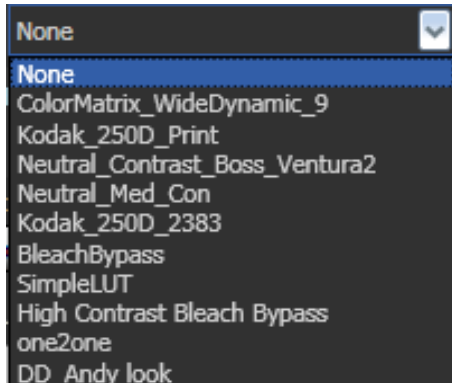 None
None
ColorMatrix_WideDynamic_9
Kodak_250D_Print
Neutral_Contrast_Boss_Ventura2
Neutral_Med_Con
Kodak_250D_2383
BleachBypass
SimpleLUT
High Contrast Bleach Bypass
one2one
DD_Andy look